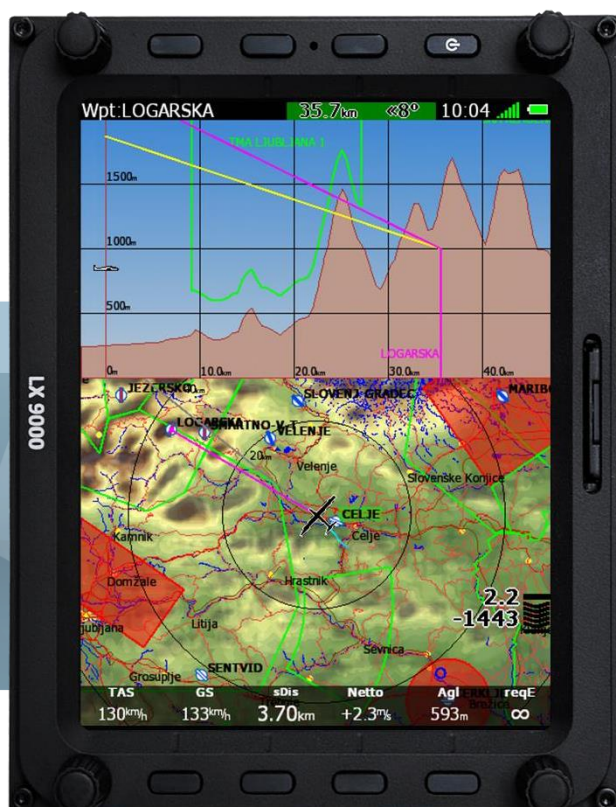 Wpt:LOGARSKA 35.7km «8° 10:04
TMA LJUBLJANA 1
1500m
1000m
500m
LOGARSKA
0m 10.0km 20.0km 30.0km 40.0km
LX 9000
JEZERSKO
SLOVENJ GRADEC
LOGARSKA
VELENJE
20km
Velenje
Slovenske Konjice
CELJE
Celje
Kamnik
Domžale
Hrastnik
2.2
-1443
Litija
Sevnica
SENTVID
Grosuplje
Brežice
TAS GS sDis Netto Agl reqE
130km/h 133km/h 3.70km +2.3m/s 593m ∞